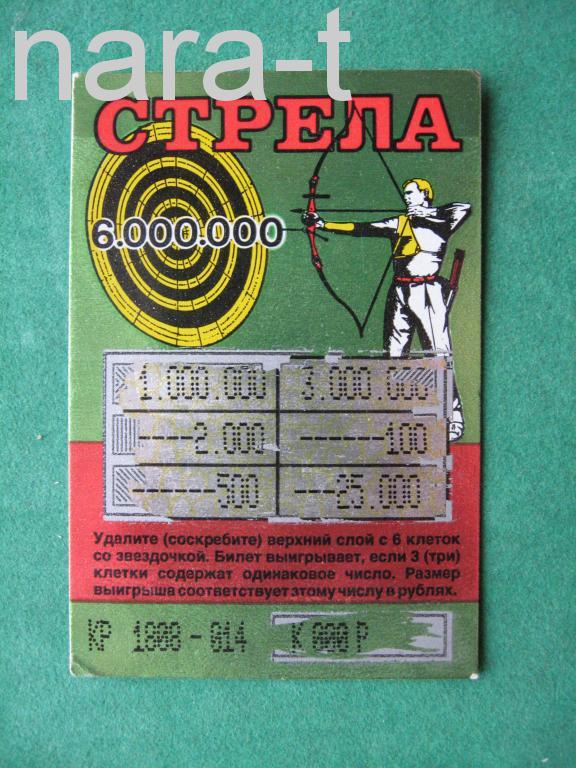 nara-t
СТРЕЛА
6.000.000
1.000.000 3.000.000
-----2.000 ------100
-------500 ---25.000
Удалите (соскребите) верхний слой с 6 клеток
со звездочкой. Билет выигрывает, если 3 (три)
клетки содержат одинаковое число. Размер
выигрыша соответствует этому числу в рублях.
КР 1808-014 К 000 Р